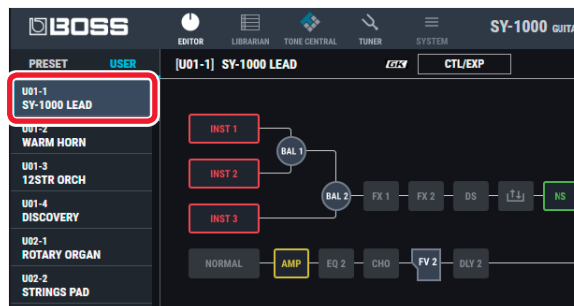 BOSS
EDITOR LIBRARIAN TONE CENTRAL TUNER SYSTEM
SY-1000 GUITA
PRESET USER
[U01-1] SY-1000 LEAD GK CTL/EXP
U01-1
SY-1000 LEAD
U01-2
WARM HORN
U01-3
12STR ORCH
U01-4
DISCOVERY
U02-1
ROTARY ORGAN
U02-2
STRINGS PAD
INST 1
BAL 1
INST 2
BAL 2 FX 1 FX 2 DS NS
INST 3
NORMAL AMP EQ 2 CHO FV 2 DLY 2